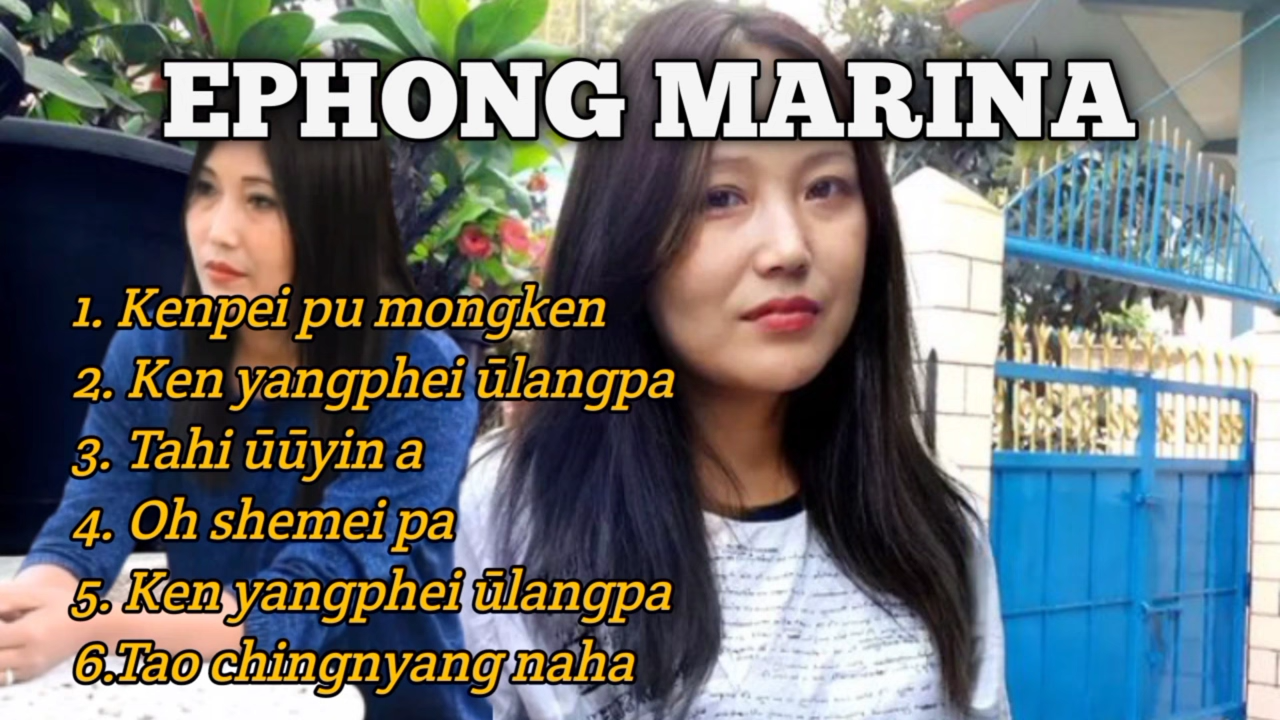 EPHONG MARINA
1. Kenpei pu mongken
2. Ken yangphei ūlangpa
3. Tahi ūūyin a
4. Oh shemei pa
5. Ken yangphei ūlangpa
6.Tao chingnyang naha